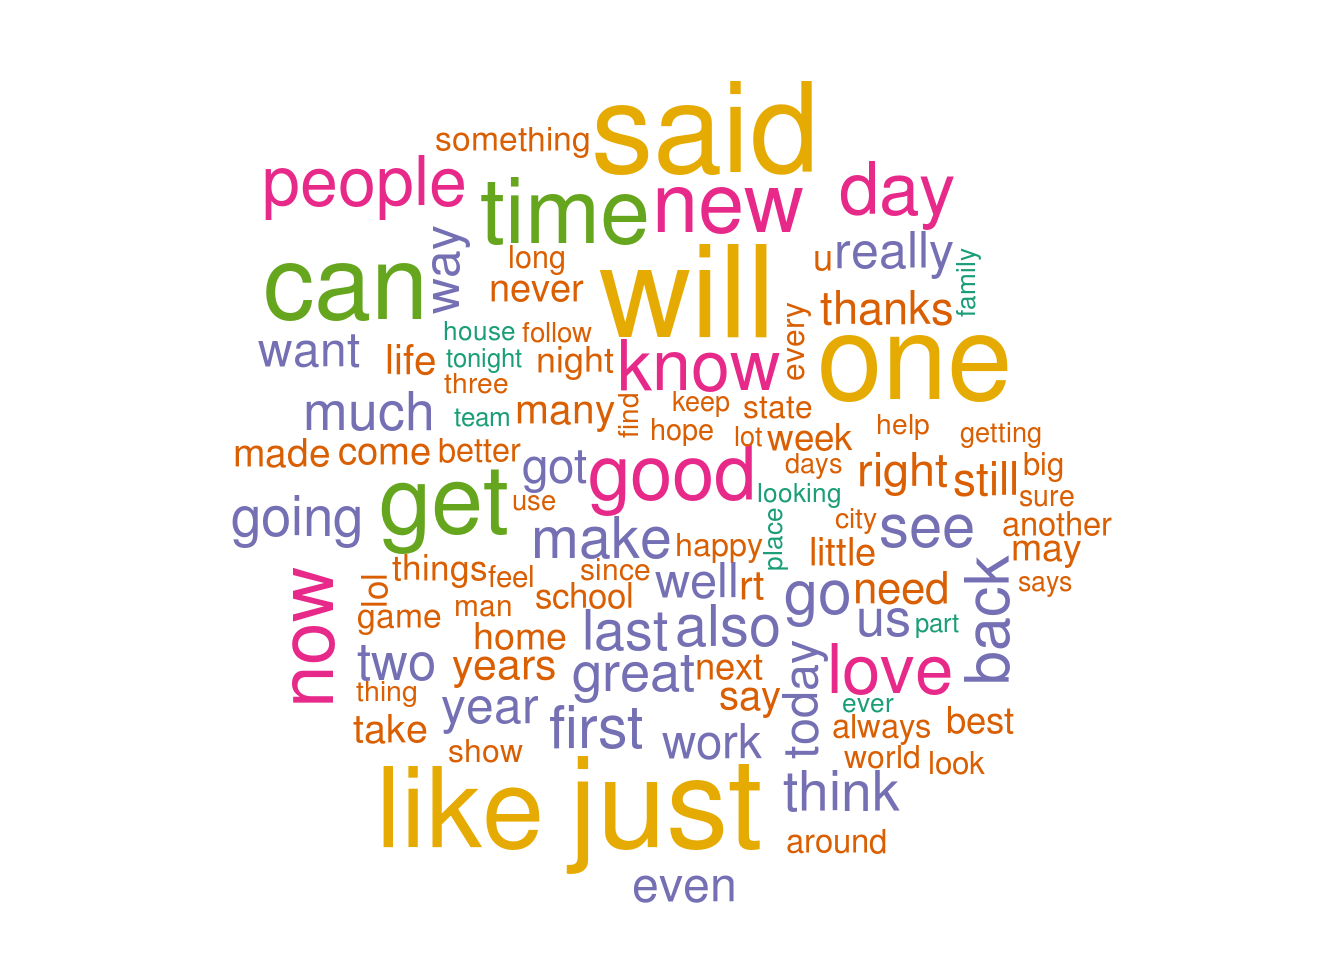 said
something
people
time
new
day
way
can
long
never
will
u
really
family
thanks
every
one
house
follow
want
life
tonight
night
know
three
much
team
many
find
keep
state
hope
lot
week
help
getting
made
come
better
got
good
days
right
still
big
looking
sure
going
get
use
make
happy
place
city
see
another
little
may
now
lol
things
feel
since
well
rt
go
need
back
says
game
man
school
home
last
also
us
part
two
years
great
next
today
love
thing
year
say
ever
take
first
work
always
best
show
world
look
like
just
think
around
even